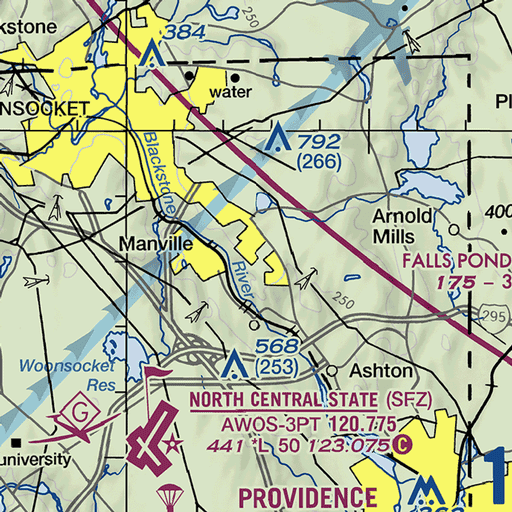 kstone
384
250
NSOCKET
water
Pl
792
(266)
Blackstone
Arnold
Mills
400
Manville
FALLS POND
175 – 3
River
250
295
568
(253)
Woonsocket
Res
Ashton
NORTH CENTRAL STATE (SFZ)
AWOS-3PT 120.775
441 *L 50 123.075 C
G
university
PROVIDENCE
1